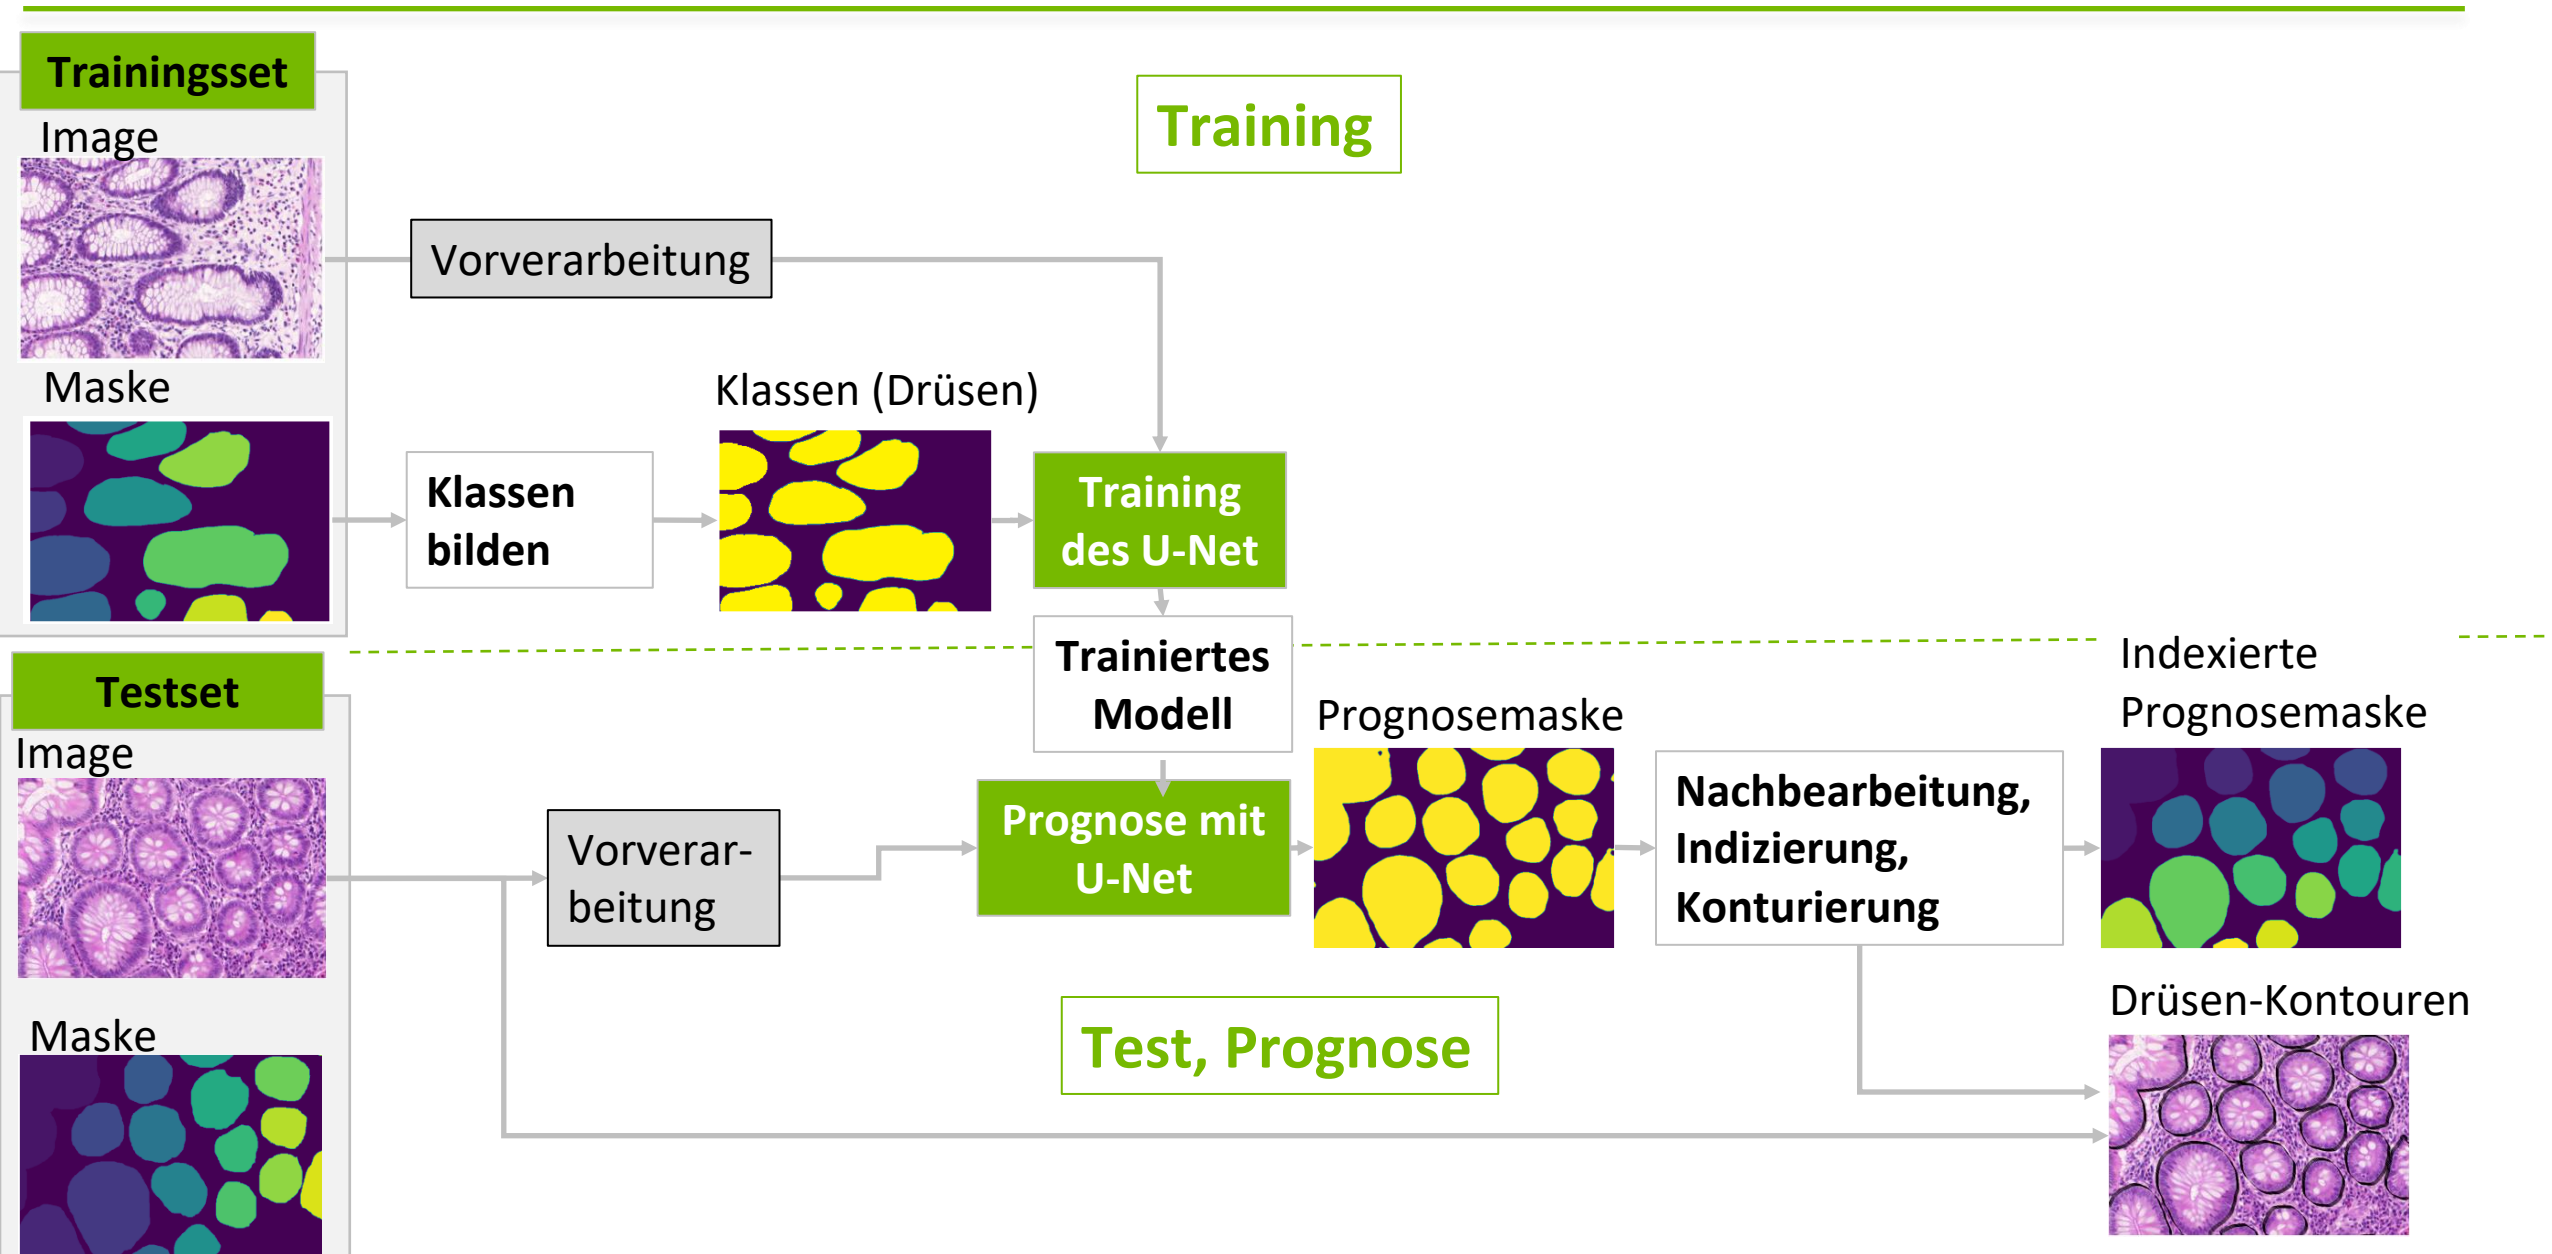 Trainingsset
Image
Training
Vorverarbeitung
Maske
Klassen (Drüsen)
Klassen
bilden
Training
des U-Net
Trainiertes
Modell
Testset
Image
Vorverar-
beitung
Prognose mit
U-Net
Prognosemaske
Nachbearbeitung,
Indizierung,
Konturierung
Indexierte
Prognosemaske
Drüsen-Kontouren
Maske
Test, Prognose